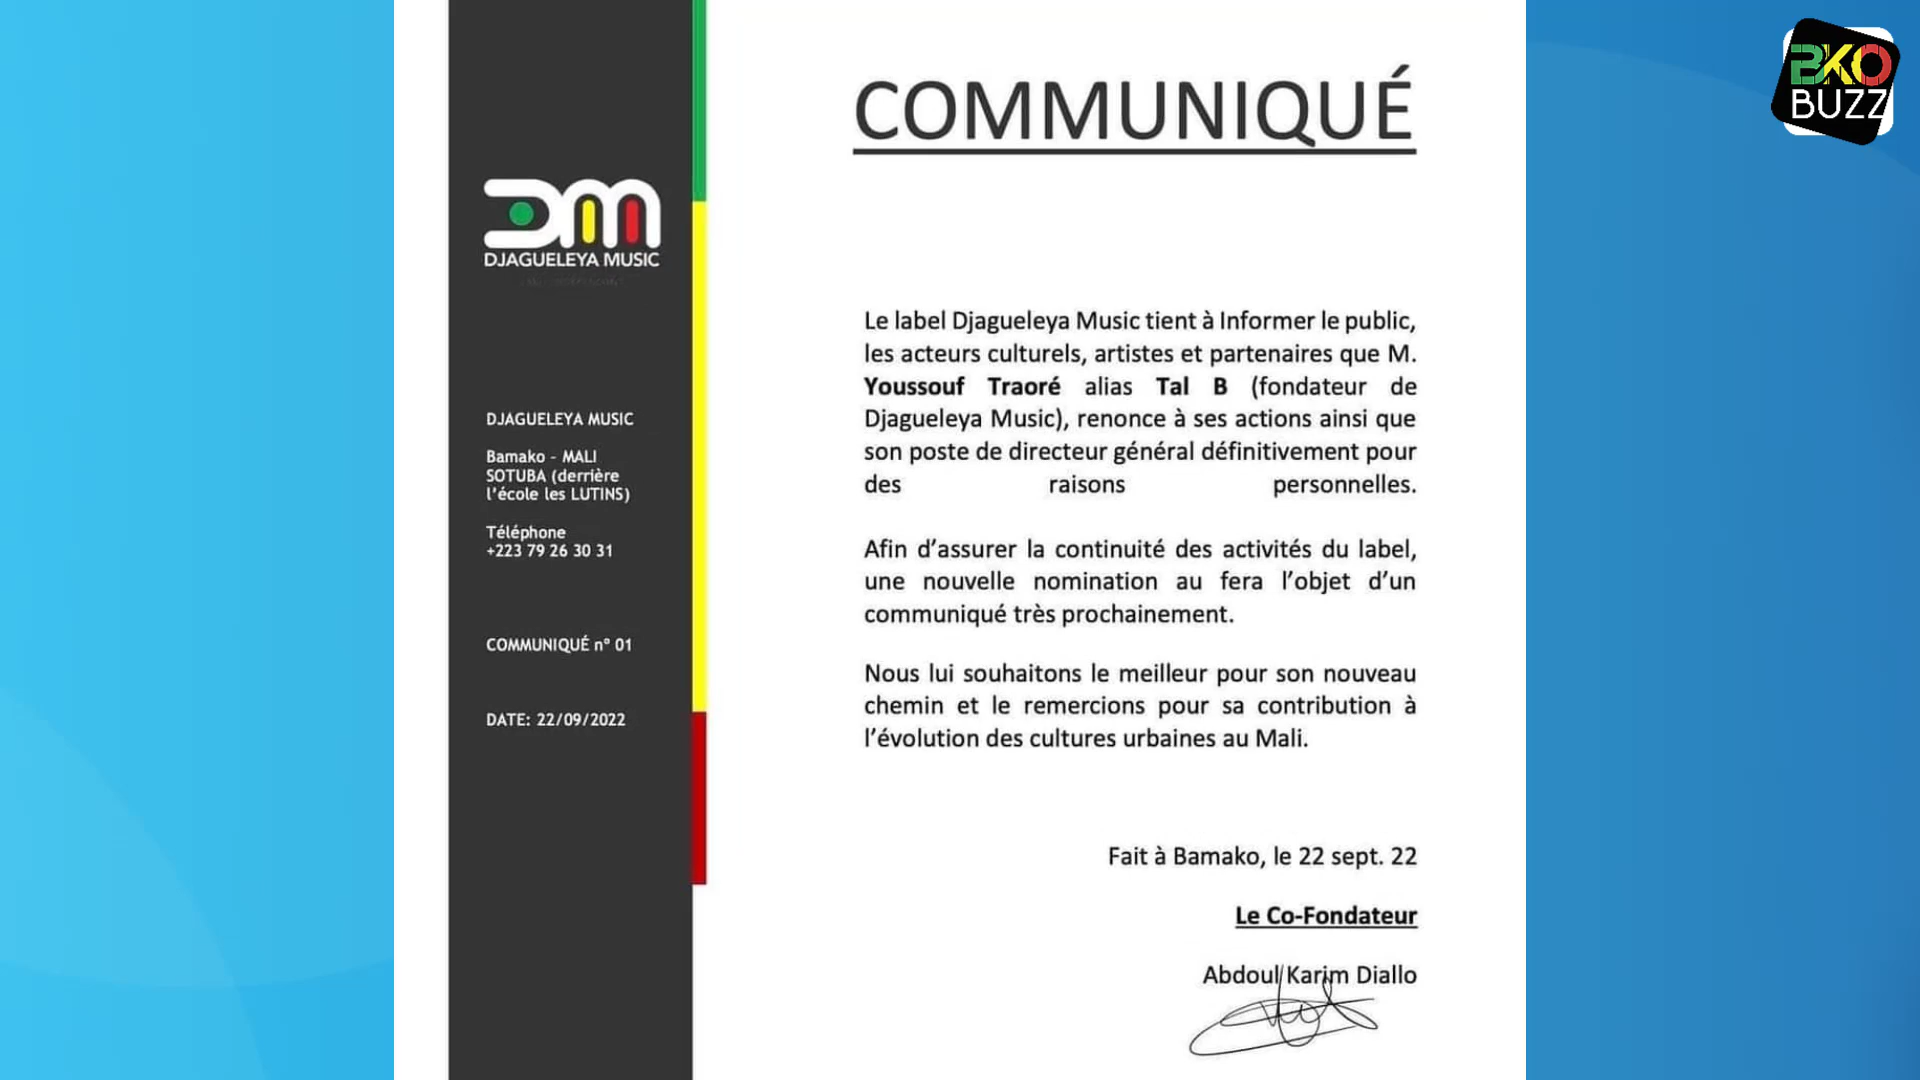 BKO
BUZZ
COMMUNIQUÉ
DM
DJAGUELEYA MUSIC
DJAGUELEYA MUSIC
Bamako - MALI
SOTUBA (derrière
l'école les LUTINS)
Téléphone
+223 79 26 30 31
COMMUNIQUÉ n° 01
DATE: 22/09/2022
Le label Djagueleya Music tient à Informer le public,
les acteurs culturels, artistes et partenaires que M.
Youssouf Traoré alias Tal B (fondateur de
Djagueleya Music), renonce à ses actions ainsi que
son poste de directeur général définitivement pour
des raisons personnelles.
Afin d'assurer la continuité des activités du label,
une nouvelle nomination au fera l'objet d'un
communiqué très prochainement.
Nous lui souhaitons le meilleur pour son nouveau
chemin et le remercions pour sa contribution à
l'évolution des cultures urbaines au Mali.
Fait à Bamako, le 22 sept. 22
Le Co-Fondateur
Abdoul Karim Diallo